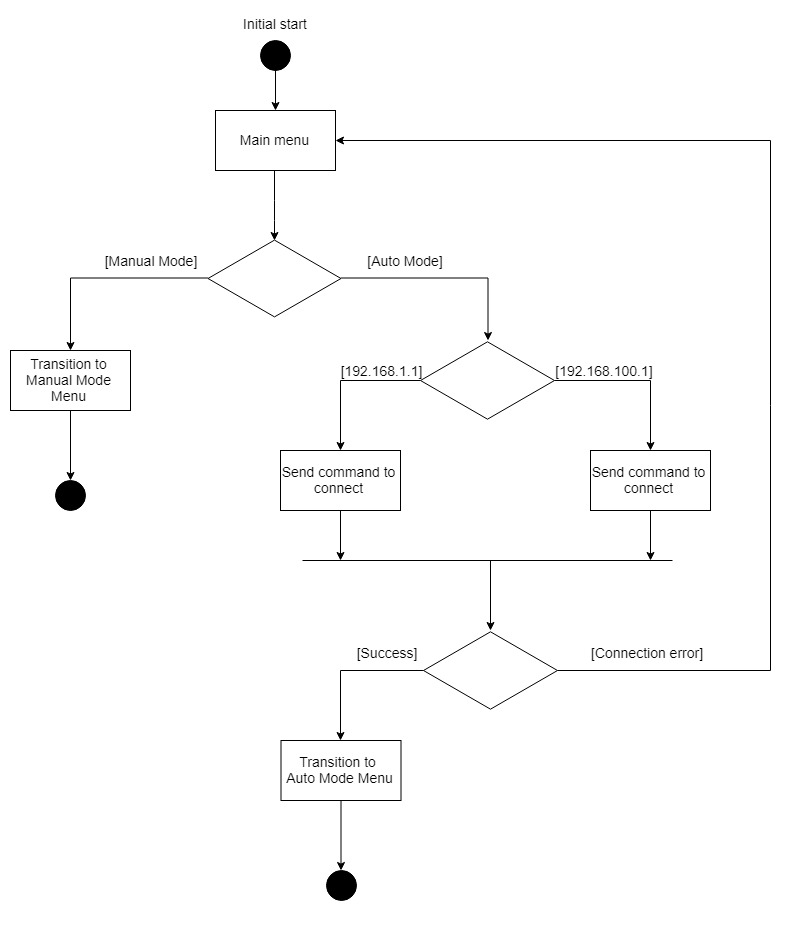 Initial start
Main menu
[Manual Mode]
[Auto Mode]
Transition to
Manual Mode
Menu
[192.168.1.1]
[192.168.100.1]
Send command to
connect
Send command to
connect
[Success]
[Connection error]
Transition to
Auto Mode Menu